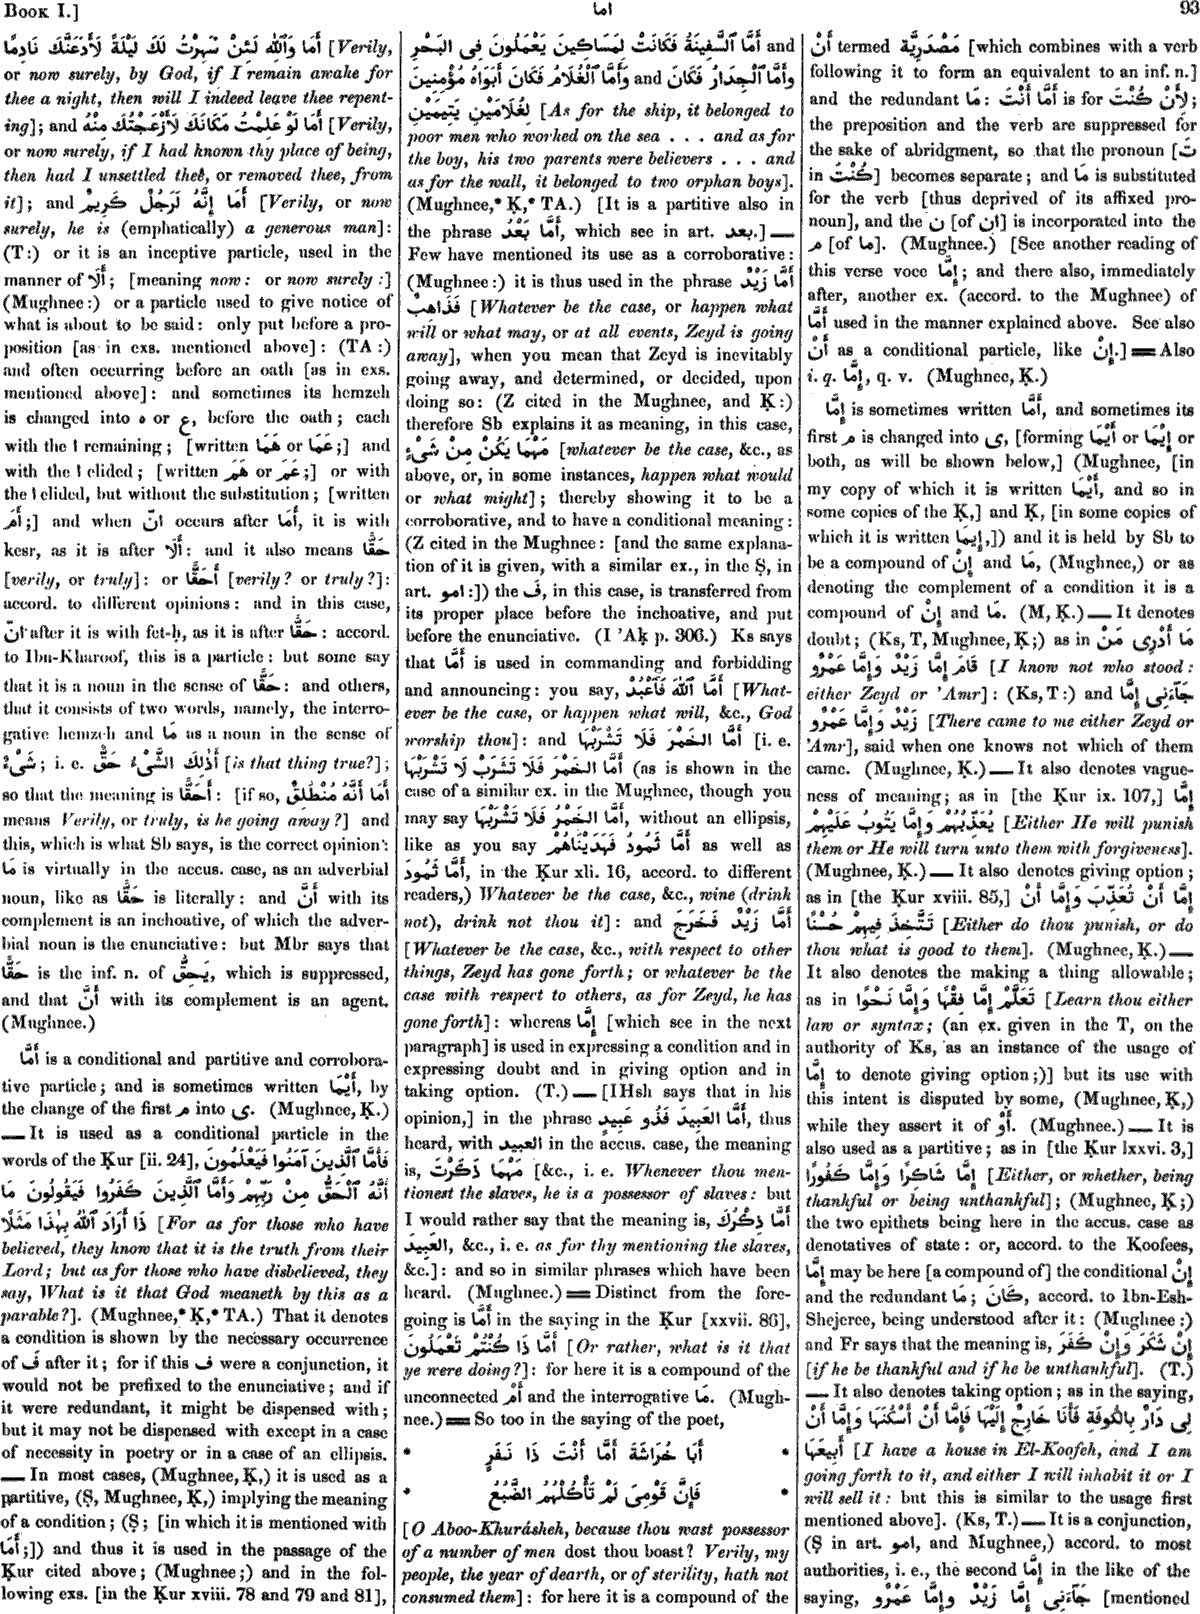 BOOK I.]
اما
93
أَمَا وَٱللّٰهِ لَئِنْ سَهِرْتُ لَكَ لَيْلَةً لَأَدَعَنَّكَ نَادِمًا [Verily,
or now surely, by God, if I remain awake for
thee a night, then will I indeed leave thee repent-
ing]; and أَمَا لَوْ عَلِمْتُ مَكَانَكَ لَأَزْعَجْتُكَ مِنْهُ [Verily,
or now surely, if I had known thy place of being,
then had I unsettled thee, or removed thee, from
it]; and أَمَا إِنَّهُ لَرَجُلٌ كَرِيمٌ [Verily, or now
surely, he is (emphatically) a generous man]:
(T:) or it is an inceptive particle, used in the
manner of أَلَا; [meaning now: or now surely:]
(Mughnee:) or a particle used to give notice of
what is about to be said: only put before a pro-
position [as in exs. mentioned above]: (TA:)
and often occurring before an oath [as in exs.
mentioned above]: and sometimes its hemzeh
is changed into ه or ع, before the oath; each
with the ا remaining; [written هَمَا or عَمَا;] and
with the ا elided; [written هَمَ or عَمَ;] or with
the ا elided, but without the substitution; [written
أَمَ;] and when انّ occurs after أَمَا, it is with
kesr, as it is after أَلَا: and it also means حَقًّا
[verily, or truly]: or أَحَقًّا [verily? or truly?]:
accord. to different opinions: and in this case,
انّ after it is with fet-ḥ, as it is after حَقًّا: accord.
to Ibn-Kharoof, this is a particle: but some say
that it is a noun in the sense of حَقًّا: and others,
that it consists of two words, namely, the interro-
gative hemzeh and مَا as a noun in the sense of
شَىْءٌ; i. e. أَذٰلِكَ الشَّىْءُ حَقٌّ [is that thing true?];
so that the meaning is أَحَقًّا: [if so, أَمَا أَنَّهُ مُنْطَلِقٌ
means Verily, or truly, is he going away?] and
this, which is what Sb says, is the correct opinion:
مَا is virtually in the accus. case, as an adverbial
noun, like as حَقًّا is literally: and أَنَّ with its
complement is an inchoative, of which the adver-
bial noun is the enunciative: but Mbr says that
حَقًّا is the inf. n. of يَحِقُّ, which is suppressed,
and that أَنَّ with its complement is an agent.
(Mughnee.)
أَمَّا is a conditional and partitive and corrobora-
tive particle; and is sometimes written أَيْمَا, by
the change of the first م into ى. (Mughnee, Ḳ.)
— It is used as a conditional particle in the
words of the Ḳur [ii. 24], فَأَمَّا ٱلَّذِينَ آمَنُوا فَيَعْلَمُونَ
أَنَّهُ ٱلْحَقُّ مِنْ رَبِّهِمْ وَأَمَّا ٱلَّذِينَ كَفَرُوا فَيَقُولُونَ مَا
ذَا أَرَادَ ٱللّٰهُ بِهٰذَا مَثَلًا [For as for those who have
believed, they know that it is the truth from their
Lord; but as for those who have disbelieved, they
say, What is it that God meaneth by this as a
parable?]. (Mughnee,* Ḳ,* TA.) That it denotes
a condition is shown by the necessary occurrence
of فَ after it; for if this ف were a conjunction, it
would not be prefixed to the enunciative; and if
it were redundant, it might be dispensed with;
but it may not be dispensed with except in a case
of necessity in poetry or in a case of an ellipsis.
— In most cases, (Mughnee, Ḳ,) it is used as a
partitive, (Ṣ, Mughnee, Ḳ,) implying the meaning
of a condition; (Ṣ; [in which it is mentioned with
أَمَا;]) and thus it is used in the passage of the
Ḳur cited above; (Mughnee;) and in the fol-
lowing exs. [in the Ḳur xviii. 78 and 79 and 81],
أَمَّا ٱلسَّفِينَةُ فَكَانَتْ لِمَسَاكِينَ يَعْمَلُونَ فِى البَحْرِ and
وَأَمَّا ٱلْغُلَامُ فَكَانَ أَبَوَاهُ مُؤْمِنَيْنِ and وأَمَّا ٱلْجِدَارُ فَكَانَ
لِغُلَامَيْنِ يَتِيمَيْنِ [As for the ship, it belonged to
poor men who worked on the sea . . . and as for
the boy, his two parents were believers . . . and
as for the wall, it belonged to two orphan boys].
(Mughnee,* Ḳ,* TA.) [It is a partitive also in
the phrase أَمَّا بَعْدُ, which see in art. بعد.] —
Few have mentioned its use as a corroborative:
(Mughnee:) it is thus used in the phrase أَمَّا زَيْدٌ
فَذَاهِبٌ [Whatever be the case, or happen what
will or what may, or at all events, Zeyd is going
away], when you mean that Zeyd is inevitably
going away, and determined, or decided, upon
doing so: (Z cited in the Mughnee, and Ḳ:)
therefore Sb explains it as meaning, in this case,
مَهْمَا يَكُنْ مِنْ شَىْءٍ [whatever be the case, &c., as
above, or, in some instances, happen what would
or what might]; thereby showing it to be a
corroborative, and to have a conditional meaning:
(Z cited in the Mughnee: [and the same explana-
tion of it is given, with a similar ex., in the Ṣ, in
art. امو:]) the فَ, in this case, is transferred from
its proper place before the inchoative, and put
before the enunciative. (I 'Aḳ p. 306.) Ks says
that أَمَّا is used in commanding and forbidding
and announcing: you say, أَمَّا ٱللّٰهَ فَٱعْبُدْ [What-
ever be the case, or happen what will, &c., God
worship thou]: and أَمَّا الخَمْرَ فَلَا تَشْرَبْهَا [i. e.
أَمَّا الخَمْرَ فَلَا تَشْرَبْ لَا تَشْرَبْهَا (as is shown in the
case of a similar ex. in the Mughnee, though you
may say أَمَّا الخَمْرُ فَلَا تَشْرَبْهَا, without an ellipsis,
like as you say أَمَّا ثَمُودُ فَهَدَيْنَاهُمْ as well as
أَمَّا ثَمُودَ, in the Ḳur xli. 16, accord. to different
readers,) Whatever be the case, &c., wine (drink
not), drink not thou it]: and أَمَّا زَيْدٌ فَخَرَجَ
[Whatever be the case, &c., with respect to other
things, Zeyd has gone forth; or whatever be the
case with respect to others, as for Zeyd, he has
gone forth]: whereas إِمَّا [which see in the next
paragraph] is used in expressing a condition and in
expressing doubt and in giving option and in
taking option. (T.) — [IHsh says that in his
opinion,] in the phrase أَمَّا العَبِيدَ فَذُو عَبِيدٍ, thus
heard, with العبيد in the accus. case, the meaning
is, مَهْمَا ذَكَرْتَ [&c., i. e. Whenever thou men-
tionest the slaves, he is a possessor of slaves: but
I would rather say that the meaning is, أَمَّا ذِكْرُكَ
العَبِيدَ, &c., i. e. as for thy mentioning the slaves,
&c.]: and so in similar phrases which have been
heard. (Mughnee.) = Distinct from the fore-
going is أَمَّا in the saying in the Ḳur [xxvii. 86],
أَمَّا ذَا كُنْتُمْ تَعْمَلُونَ [Or rather, what is it that
ye were doing?]: for here it is a compound of the
unconnected أَمْ and the interrogative مَا. (Mugh-
nee.) = So too in the saying of the poet,
* أَبَا خُرَاشَةَ أَمَّا أَنْتَ ذَا نَفَرٍ *
* فَإِنَّ قَوْمِىَ لَمْ تَأْكُلْهُمُ الضَّبُعُ *
[O Aboo-Khurásheh, because thou wast possessor
of a number of men dost thou boast? Verily, my
people, the year of dearth, or of sterility, hath not
consumed them]: for here it is a compound of the
أَنْ termed مَصْدَرِيَّة [which combines with a verb
following it to form an equivalent to an inf. n.]
and the redundant مَا: أَمَّا أَنْتَ is for لِأَنْ كُنْتَ;
the preposition and the verb are suppressed for
the sake of abridgment, so that the pronoun [تَ
in كُنْتَ] becomes separate; and مَا is substituted
for the verb [thus deprived of its affixed pro-
noun], and the ن [of ان] is incorporated into the
م [of ما]. (Mughnee.) [See another reading of
this verse voce إِمَّا; and there also, immediately
after, another ex. (accord. to the Mughnee) of
أَمَّا used in the manner explained above. See also
أَنْ as a conditional particle, like إِنْ.] = Also
i. q. إِمَّا, q. v. (Mughnee, Ḳ.)
إِمَّا is sometimes written أَمَّا, and sometimes its
first م is changed into ى, [forming إِيْمَا or أَيْمَا or
both, as will be shown below,] (Mughnee, [in
my copy of which it is written أَيْمَا, and so in
some copies of the Ḳ,] and Ḳ, [in some copies of
which it is written إِيمَا,]) and it is held by Sb to
be a compound of إِنْ and مَا, (Mughnee,) or as
denoting the complement of a condition it is a
compound of إِنْ and مَا. (M, Ḳ.) — It denotes
doubt; (Ks, T, Mughnee, Ḳ;) as in مَا أَدْرِى مَنْ
قَامَ إِمَّا زَيْدٌ وَإِمَّا عَمْرٌو [I know not who stood:
either Zeyd or 'Amr]: (Ks, T:) and جَآءَنِى إِمَّا
زَيْدٌ وَإِمَّا عَمْرٌو [There came to me either Zeyd or
'Amr], said when one knows not which of them
came. (Mughnee, Ḳ.) — It also denotes vague-
ness of meaning; as in [the Ḳur ix. 107,] إِمَّا
يُعَذِّبُهُمْ وَإِمَّا يَتُوبُ عَلَيْهِمْ [Either He will punish
them or He will turn unto them with forgiveness].
(Mughnee, Ḳ.) — It also denotes giving option;
as in [the Ḳur xviii. 85,] إِمَّا أَنْ تُعَذِّبَ وَإِمَّا أَنْ
تَتَّخِذَ فِيهِمْ حُسْنًا [Either do thou punish, or do
thou what is good to them]. (Mughnee, Ḳ.) —
It also denotes the making a thing allowable;
as in تَعَلَّمْ إِمَّا فِقْهًا وَإِمَّا نَحْوًا [Learn thou either
law or syntax; (an ex. given in the T, on the
authority of Ks, as an instance of the usage of
إِمَّا to denote giving option;)] but its use with
this intent is disputed by some, (Mughnee, Ḳ,)
while they assert it of أَوْ. (Mughnee.) — It is
also used as a partitive; as in [the Ḳur lxxvi. 3,]
إِمَّا شَاكِرًا وَإِمَّا كَفُورًا [Either, or whether, being
thankful or being unthankful]; (Mughnee, Ḳ;)
the two epithets being here in the accus. case as
denotatives of state: or, accord. to the Koofees,
إِمَّا may be here [a compound of] the conditional إِنْ
and the redundant مَا; كَانَ, accord. to Ibn-Esh-
Shejeree, being understood after it: (Mughnee:)
and Fr says that the meaning is, إِنْ شَكَرَ وَإِنْ كَفَرَ
[if he be thankful and if he be unthankful]. (T.)
— It also denotes taking option; as in the saying,
لِى دَارٌ بِالكُوفَةِ فَأَنَا خَارِجٌ إِلَيْهَا فَإِمَّا أَنْ أَسْكُنَهَا وَإِمَّا أَنْ
أَبِيعَهَا [I have a house in El-Koofeh, and I am
going forth to it, and either I will inhabit it or I
will sell it: but this is similar to the usage first
mentioned above]. (Ks, T.) — It is a conjunction,
(Ṣ in art. امو, and Mughnee,) accord. to most
authorities, i. e., the second إِمَّا in the like of the
saying, جَآءَنِى إِمَّا زَيْدٌ وإِمَّا عَمْرٌو [mentioned